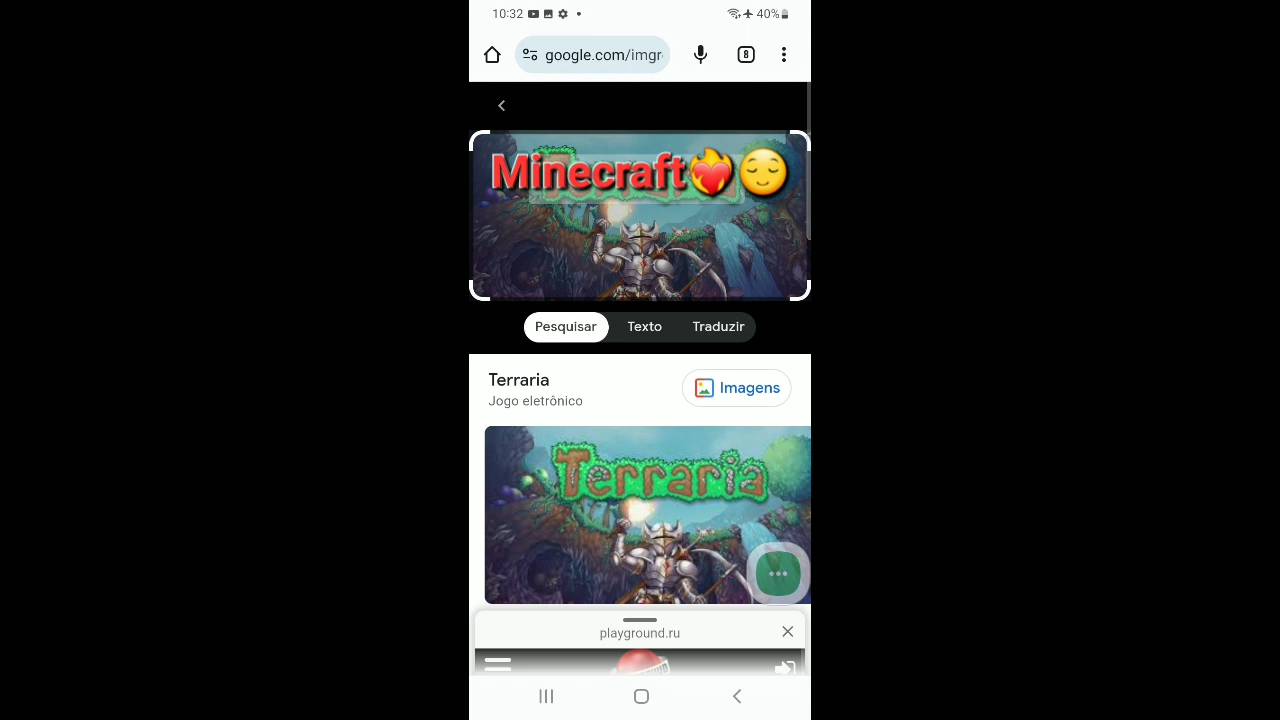 10:32
40%
google.com/imgr
8
Minecraft❤️‍🔥😌
Pesquisar Texto Traduzir
Terraria
Jogo eletrônico
Imagens
Terraria
playground.ru